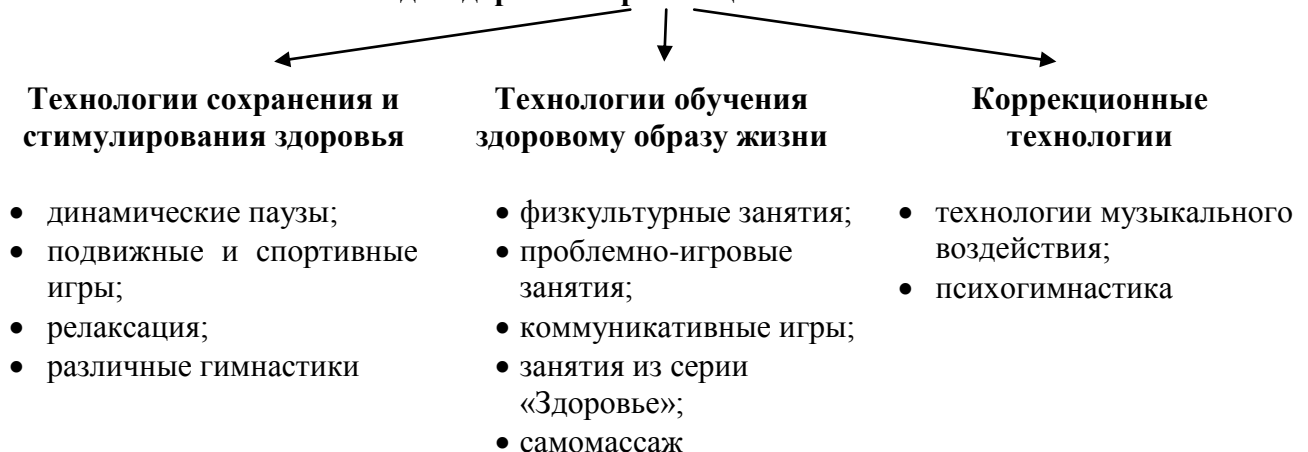 Технологии сохранения и
стимулирования здоровья
• динамические паузы;
• подвижные и спортивные
игры;
• релаксация;
• различные гимнастики
Технологии обучения
здоровому образу жизни
• физкультурные занятия;
• проблемно-игровые
занятия;
• коммуникативные игры;
• занятия из серии
«Здоровье»;
• самомассаж
Коррекционные
технологии
• технологии музыкального
воздействия;
• психогимнастика